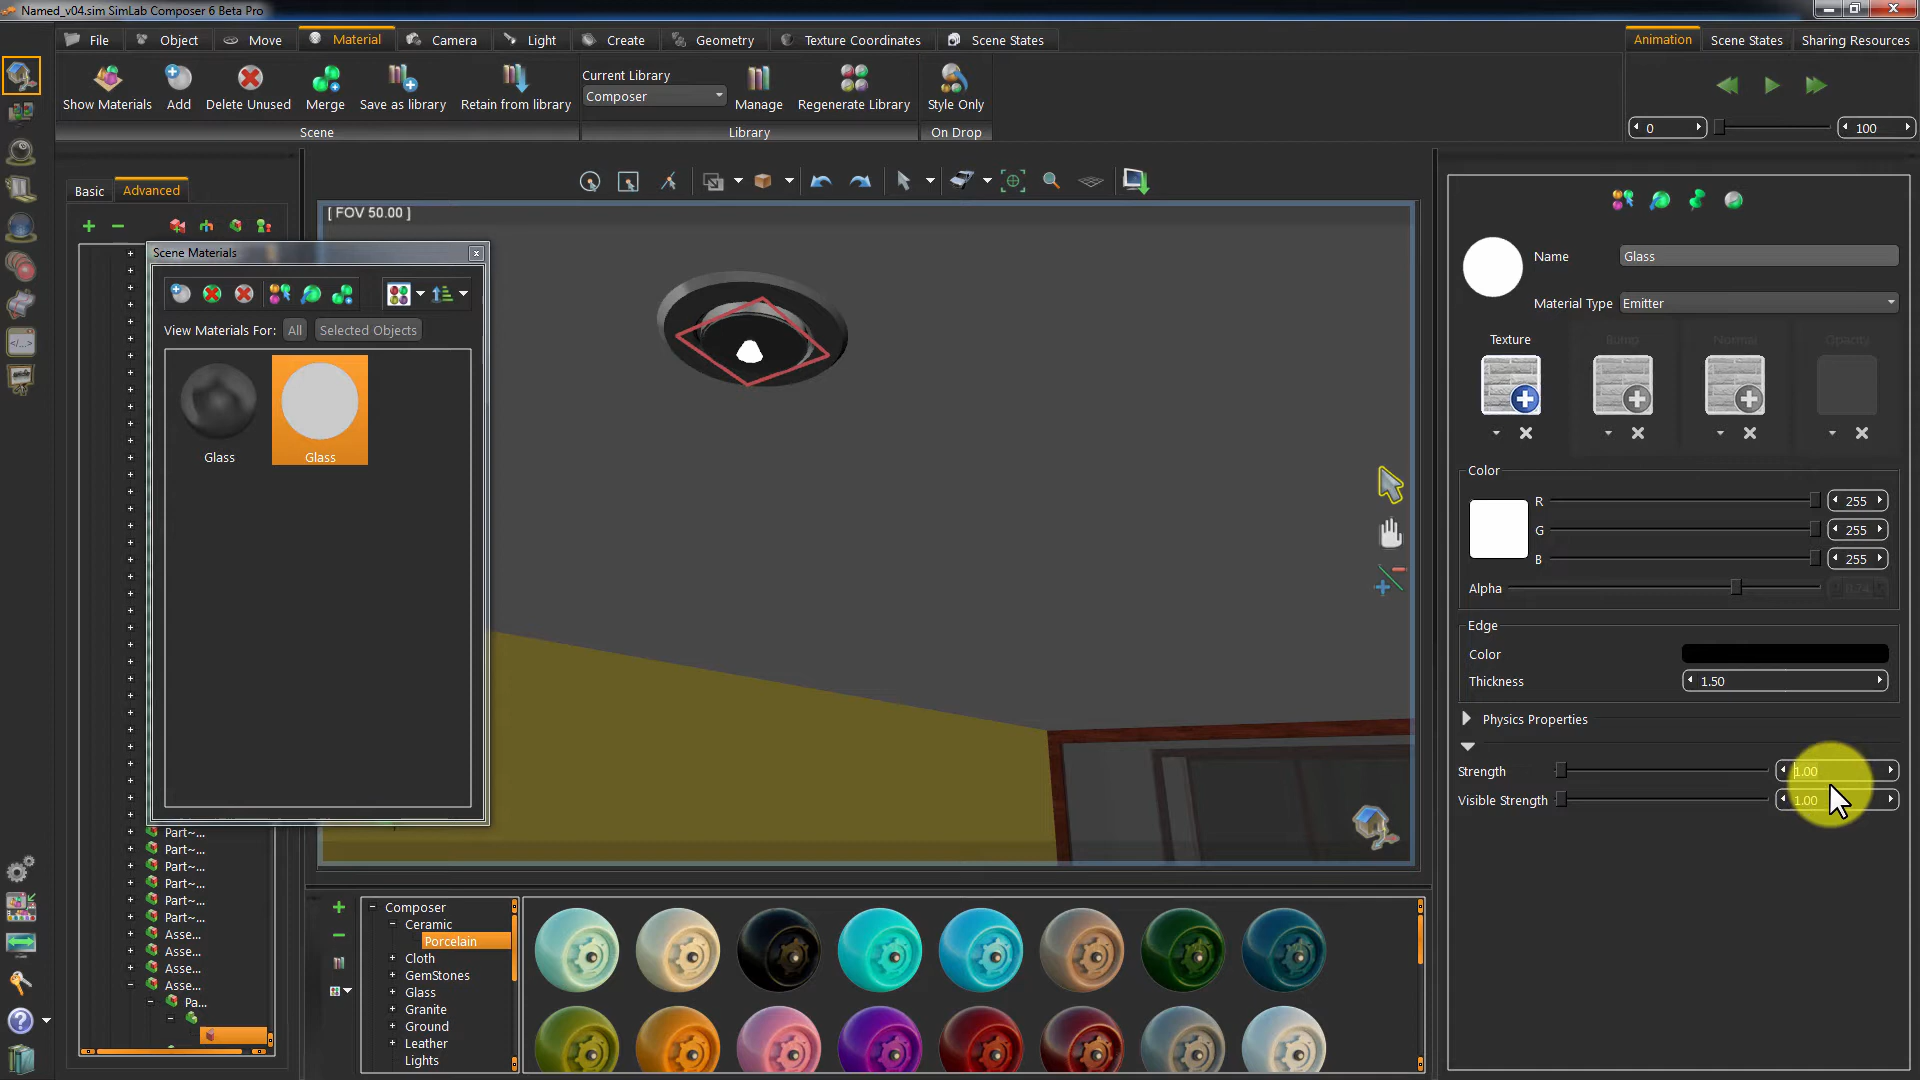 Named_v04.sim SimLab Composer 6 Beta Pro
File
Object
Move
Material
Camera
Light
Create
Geometry
Texture Coordinates
Scene States
Animation
Scene States
Sharing Resources
Show Materials
Add
Delete Unused
Merge
Save as library
Retain from library
Current Library
Composer
Manage
Regenerate Library
Style Only
Scene
Library
On Drop
0
100
Basic
Advanced
[ FOV 50.00 ]
Scene Materials
View Materials For:
All
Selected Objects
Glass
Glass
Part~...
Part~...
Part~...
Part~...
Part~...
Part~...
Asse...
Asse...
Asse...
Asse...
Pa...
Name
Glass
Material Type
Emitter
Texture
Bump
Normal
Opacity
Color
R
255
G
255
B
255
Alpha
0.74
Edge
Color
Thickness
1.50
Physics Properties
Strength
1.00
Visible Strength
1.00
Composer
Ceramic
Porcelain
Cloth
GemStones
Glass
Granite
Ground
Leather
Lights